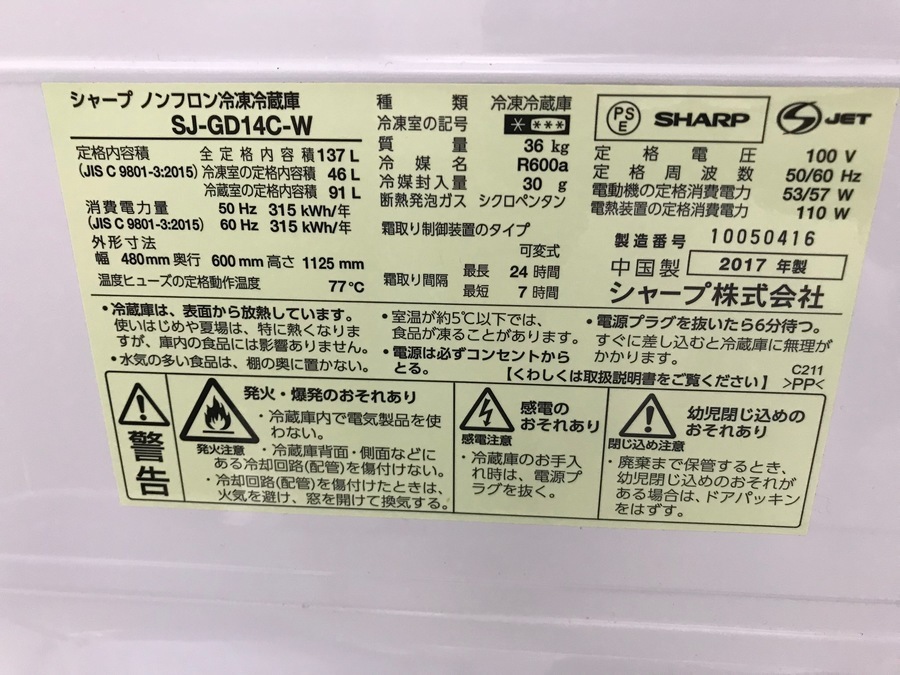 シャープ ノンフロン冷凍冷蔵庫
SJ-GD14C-W
定格内容積 全定格内容積 137 L
(JIS C 9801-3:2015) 冷凍室の定格内容積 46 L
冷蔵室の定格内容積 91 L
消費電力量 50 Hz 315 kWh/年
(JIS C 9801-3:2015) 60 Hz 315 kWh/年
外形寸法
幅 480mm 奥行 600mm 高さ 1125 mm
温度ヒューズの定格動作温度 77℃
種類 冷凍冷蔵庫
冷凍室の記号 ＊***
質量 36 kg
冷媒名 R600a
冷媒封入量 30 g
断熱発泡ガス シクロペンタン
霜取り制御装置のタイプ
可変式
霜取り間隔 最長 24 時間
最短 7 時間
PSE SHARP JET
定格電圧 100 V
定格周波数 50/60 Hz
電動機の定格消費電力 53/57 W
電熱装置の定格消費電力 110 W
製造番号 10050416
中国製 2017 年製
シャープ株式会社
・冷蔵庫は、表面から放熱しています。
使いはじめや夏場は、特に熱くなりま
すが、庫内の食品には影響ありません。
・水気の多い食品は、棚の奥に置かない。
・室温が約5℃以下では、
食品が凍ることがあります。
・電源は必ずコンセントから
とる。
・電源プラグを抜いたら6分待つ。
すぐに差し込むと冷蔵庫に無理が
かかります。
【くわしくは取扱説明書をご覧ください】
C211
>PP<
警告
発火・爆発のおそれあり
発火注意
・冷蔵庫内で電気製品を使
わない。
・冷蔵庫背面・側面などに
ある冷却回路(配管)を傷付けない。
・冷却回路(配管)を傷付けたときは、
火気を避け、窓を開けて換気する。
感電の
おそれあり
感電注意
・冷蔵庫のお手入
れ時は、電源プ
ラグを抜く。
幼児閉じ込めの
おそれあり
閉じ込め注意
・廃棄まで保管するとき、
幼児閉じ込めのおそれが
ある場合は、ドアパッキン
をはずす。